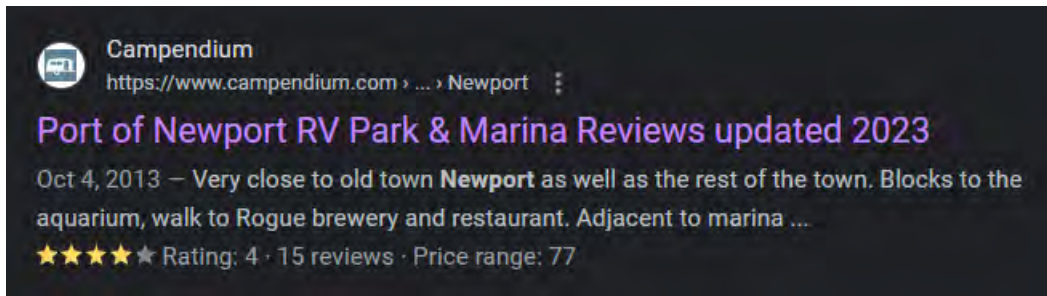 Campendium
https://www.campendium.com › ... › Newport
Port of Newport RV Park & Marina Reviews updated 2023
Oct 4, 2013 — Very close to old town Newport as well as the rest of the town. Blocks to the
aquarium, walk to Rogue brewery and restaurant. Adjacent to marina ...
Rating: 4 · 15 reviews · Price range: 77